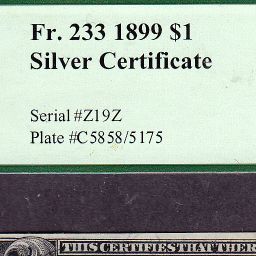 Fr. 233 1899 $1
Silver Certificate
Serial #Z19Z
Plate #C5858/5175
THIS CERTIFIES THAT THER